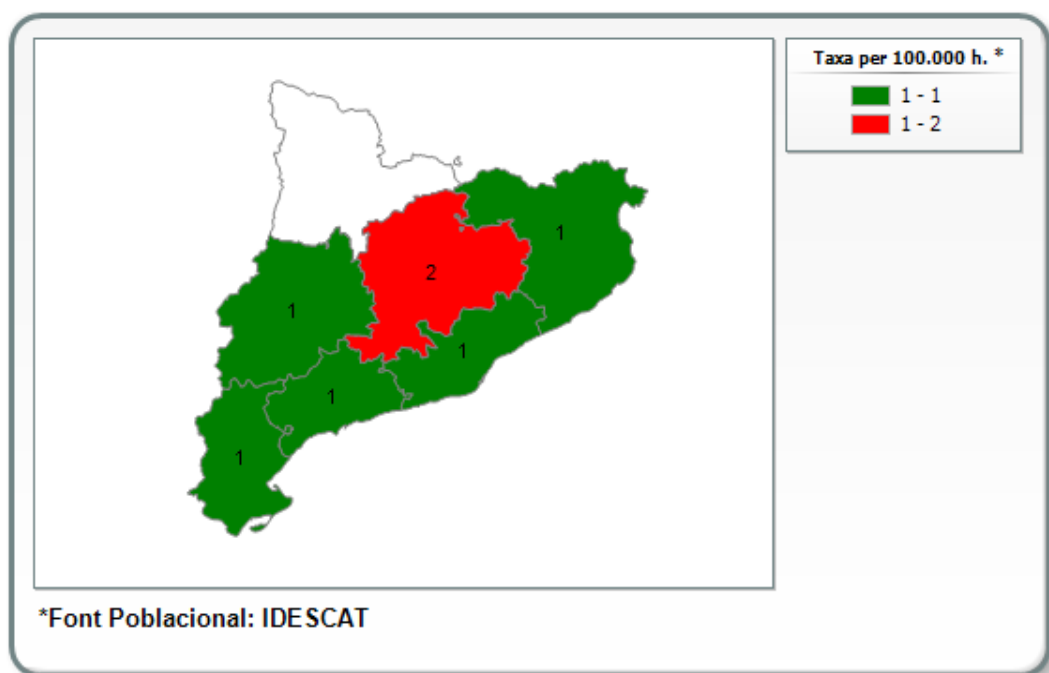 Taxa per 100.000 h. *
1 - 1
1 - 2
1
2
1
1
1
1
*Font Poblacional: IDESCAT